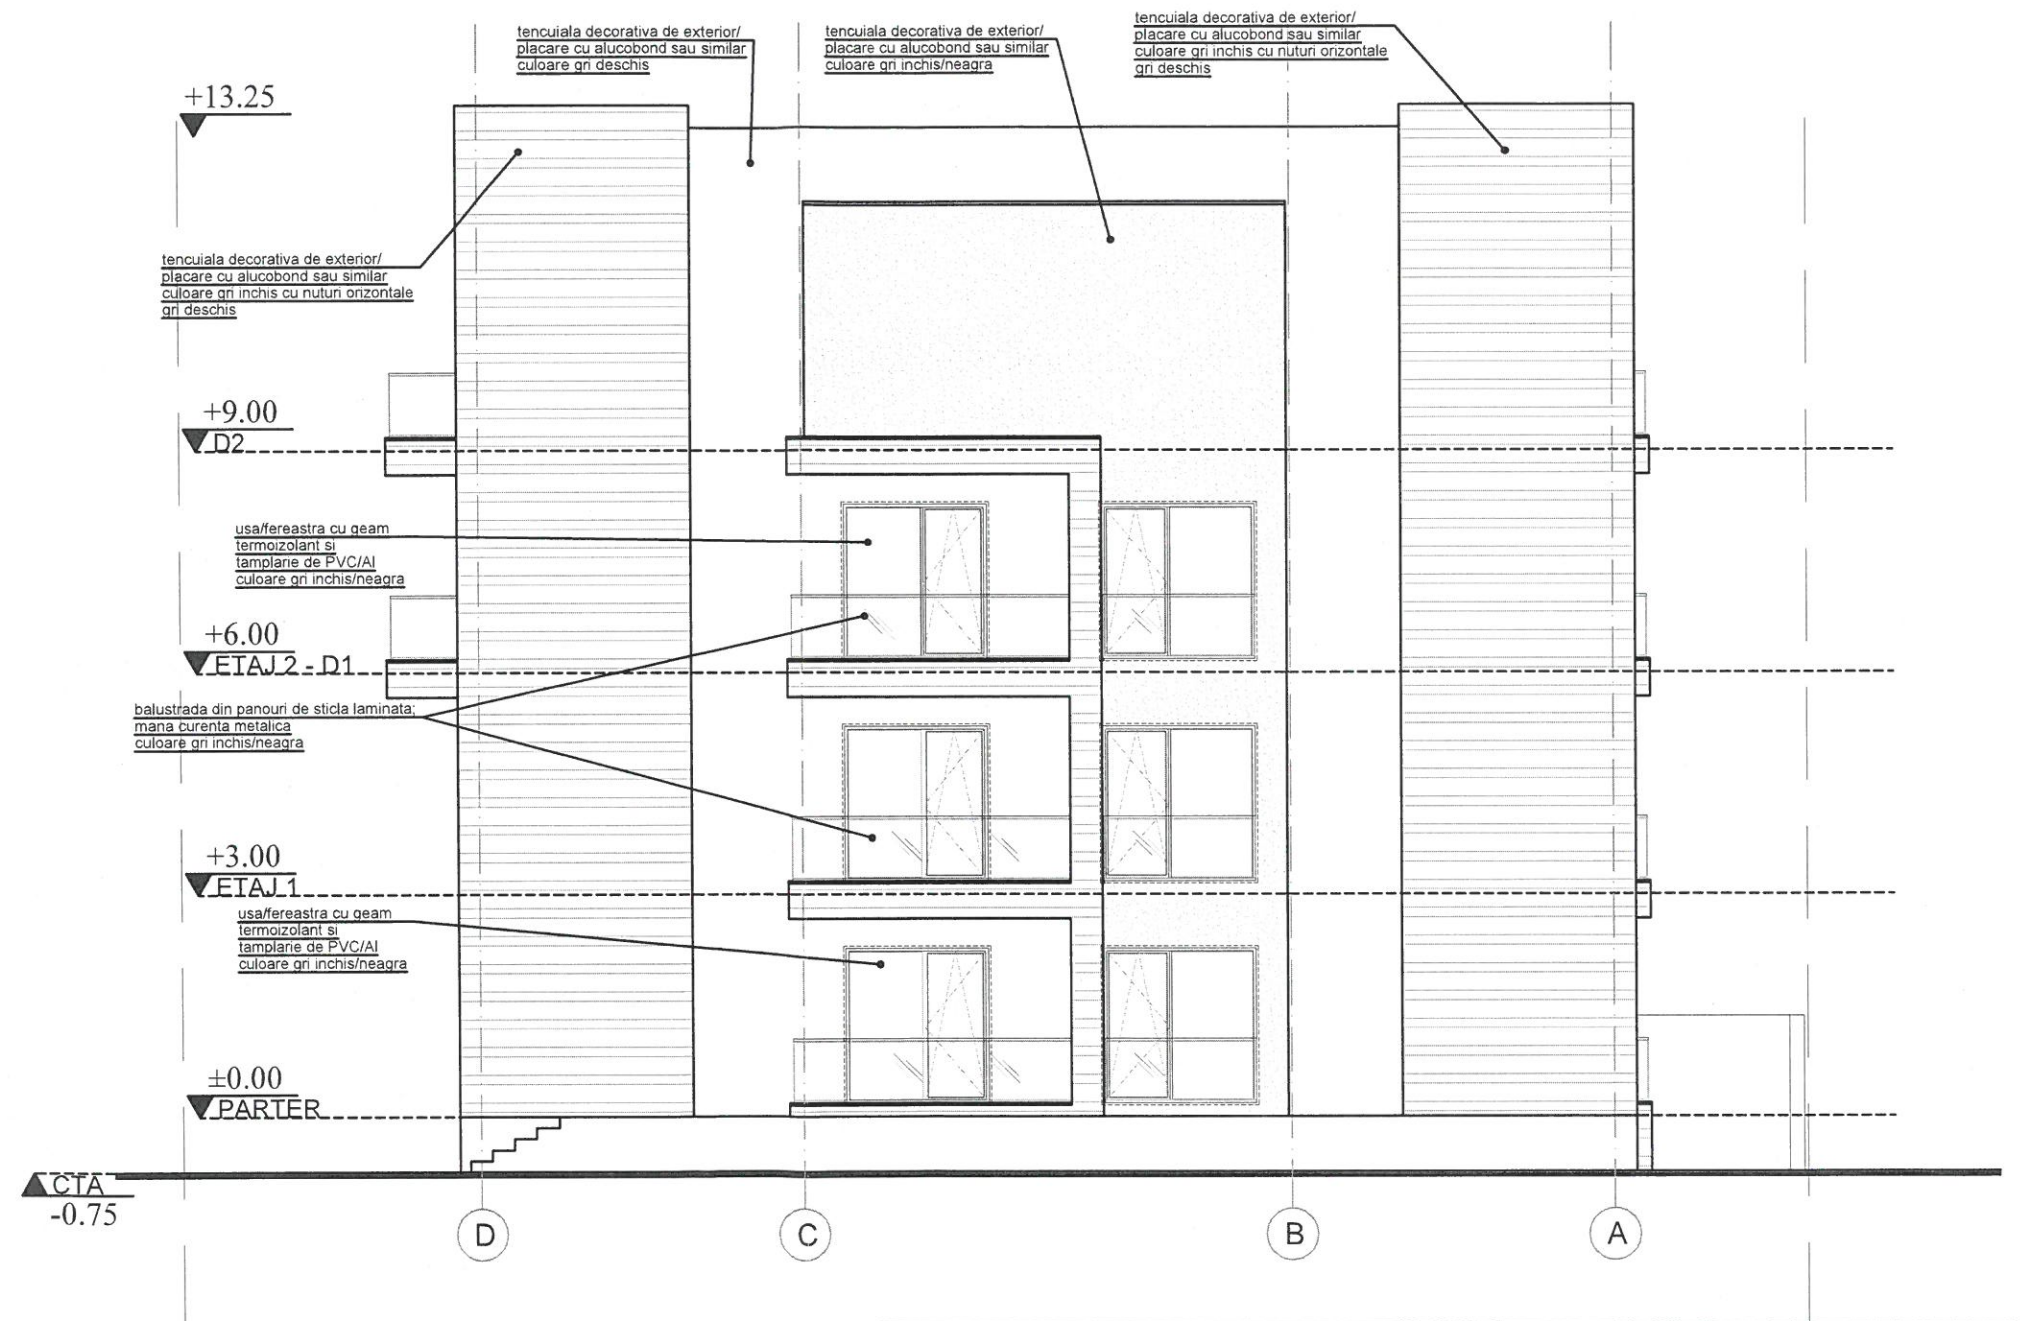 tencuiala decorativa de exterior/
placare cu alucobond sau similar
culoare gri deschis
tencuiala decorativa de exterior/
placare cu alucobond sau similar
culoare gri inchis/neagra
tencuiala decorativa de exterior/
placare cu alucobond sau similar
culoare gri inchis cu nuturi orizontale
gri deschis
+13.25
tencuiala decorativa de exterior/
placare cu alucobond sau similar
culoare gri inchis cu nuturi orizontale
gri deschis
+9.00
D2
usa/fereastra cu geam
termoizolant si
tamplarie de PVC/Al
culoare gri inchis/neagra
+6.00
ETAJ 2 - D1
balustrada din panouri de sticla laminata;
mana curenta metalica
culoare gri inchis/neagra
+3.00
ETAJ 1
usa/fereastra cu geam
termoizolant si
tamplarie de PVC/Al
culoare gri inchis/neagra
±0.00
PARTER
CTA
-0.75
D
C
B
A